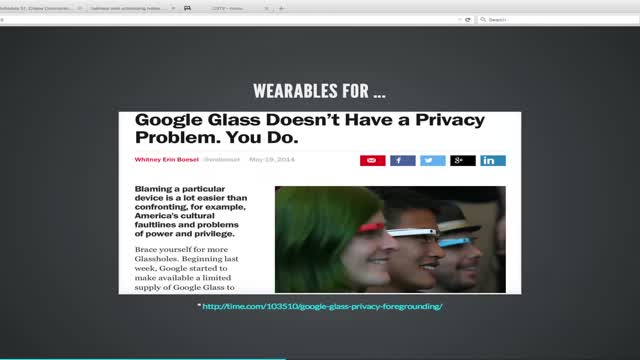 Search
WEARABLES FOR ...
Google Glass Doesn't Have a Privacy
Problem. You Do.
Whitney Erin Boesel
May 19, 2014
Blaming a particular
device is a lot easier than
confronting, for example,
America's cultural
faultlines and problems
of power and privilege.
Brace yourself for more
Glassholes. Beginning last
week, Google started to
make available a limited
supply of Google Glass to
* http://time.com/103510/google-glass-privacy-foregrounding/